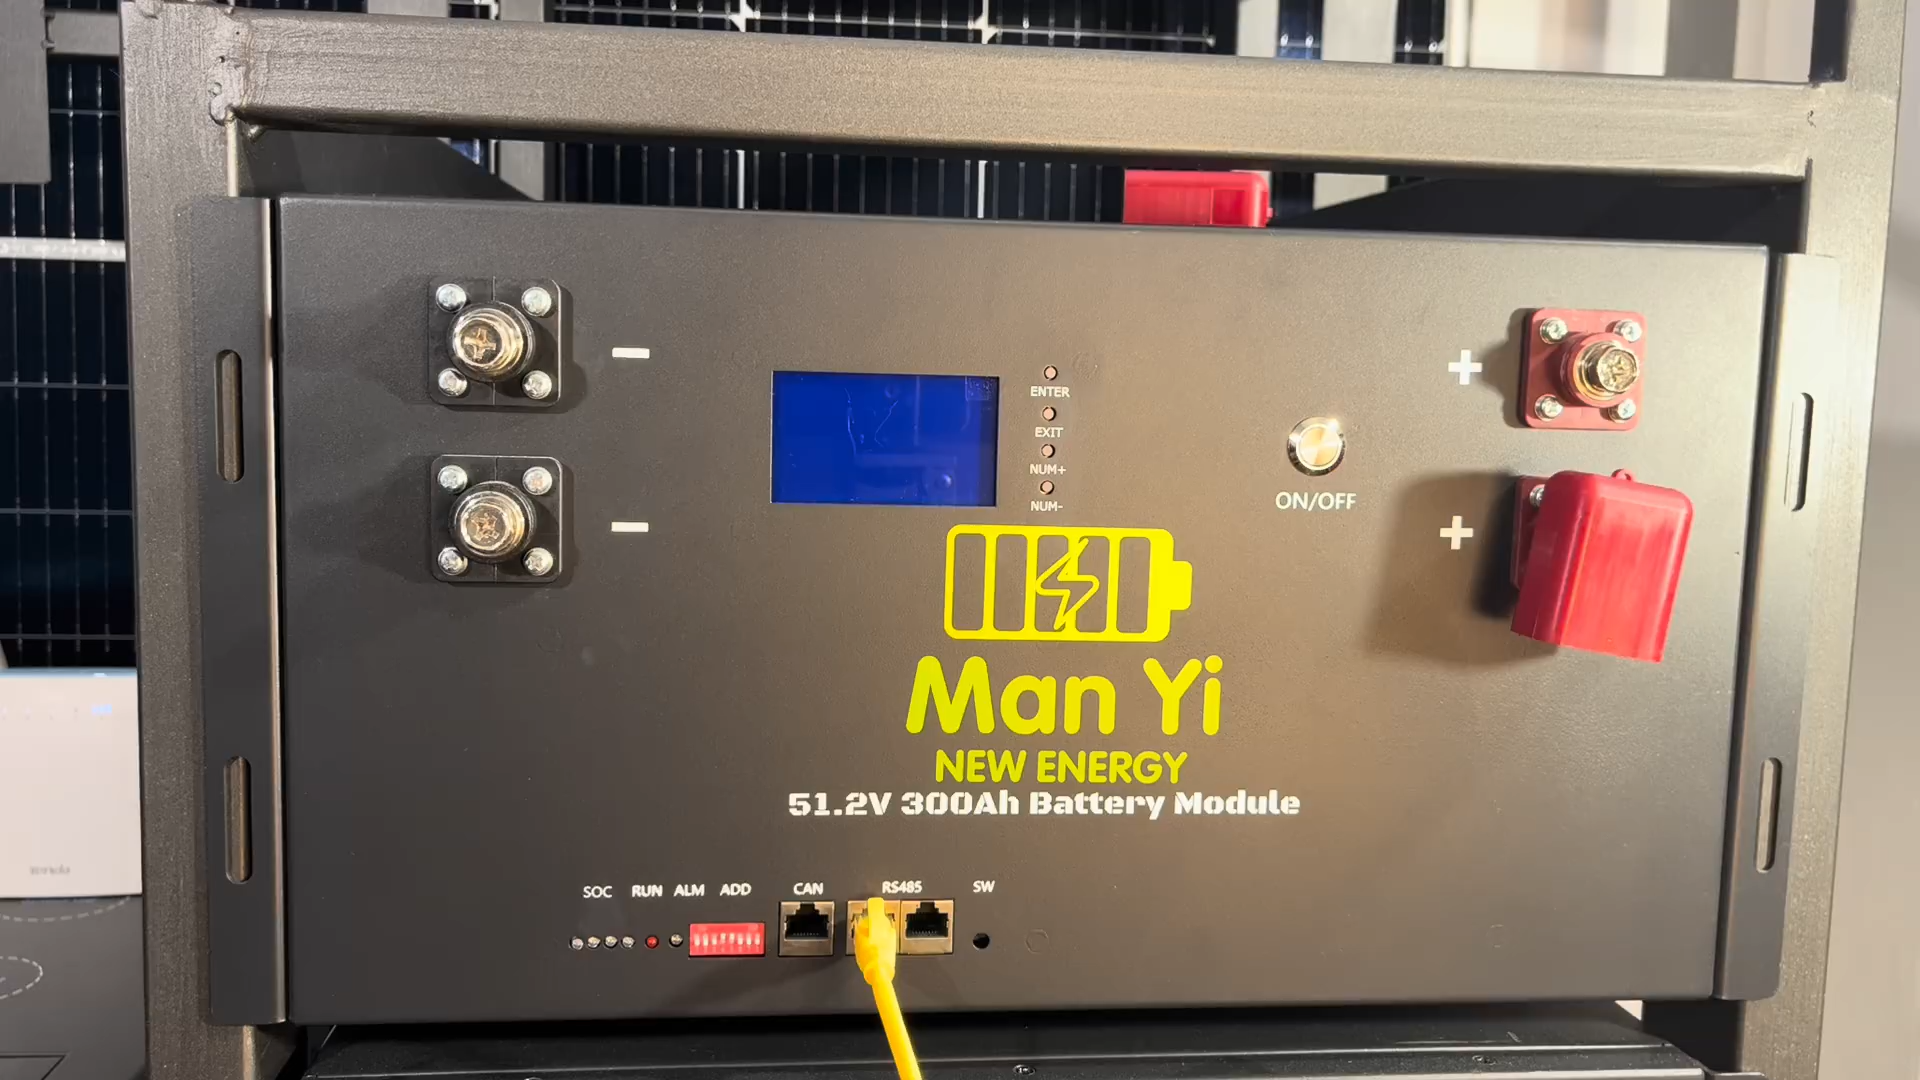 −
+
ENTER
EXIT
NUM+
NUM-
ON/OFF
−
+
Man Yi
NEW ENERGY
51.2V 300Ah Battery Module
SOC RUN ALM ADD CAN RS485 SW